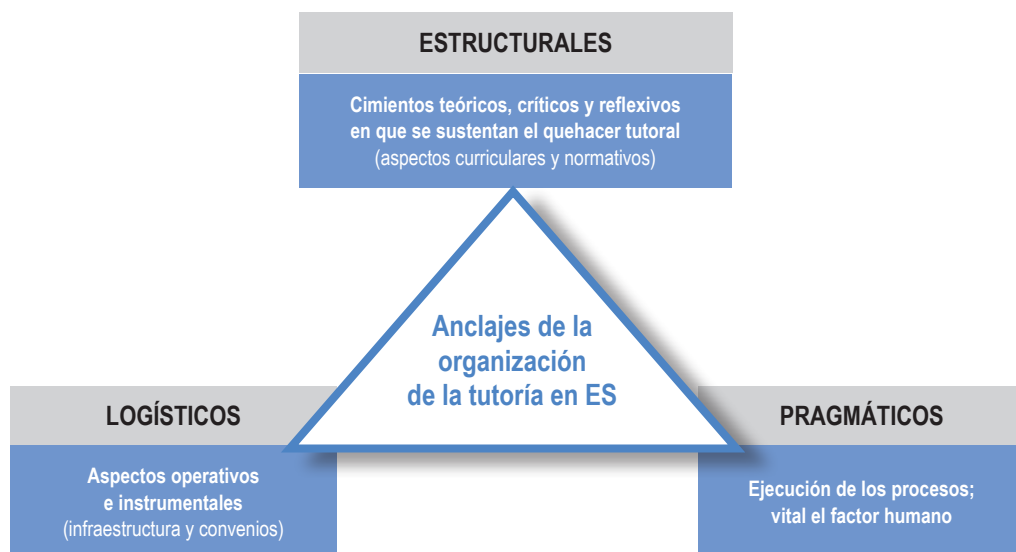 ESTRUCTURALES
Cimientos teóricos, críticos y reflexivos
en que se sustentan el quehacer tutoral
(aspectos curriculares y normativos)
Anclajes de la
organización
de la tutoría en ES
LOGÍSTICOS
Aspectos operativos
e instrumentales
(infraestructura y convenios)
PRAGMÁTICOS
Ejecución de los procesos;
vital el factor humano